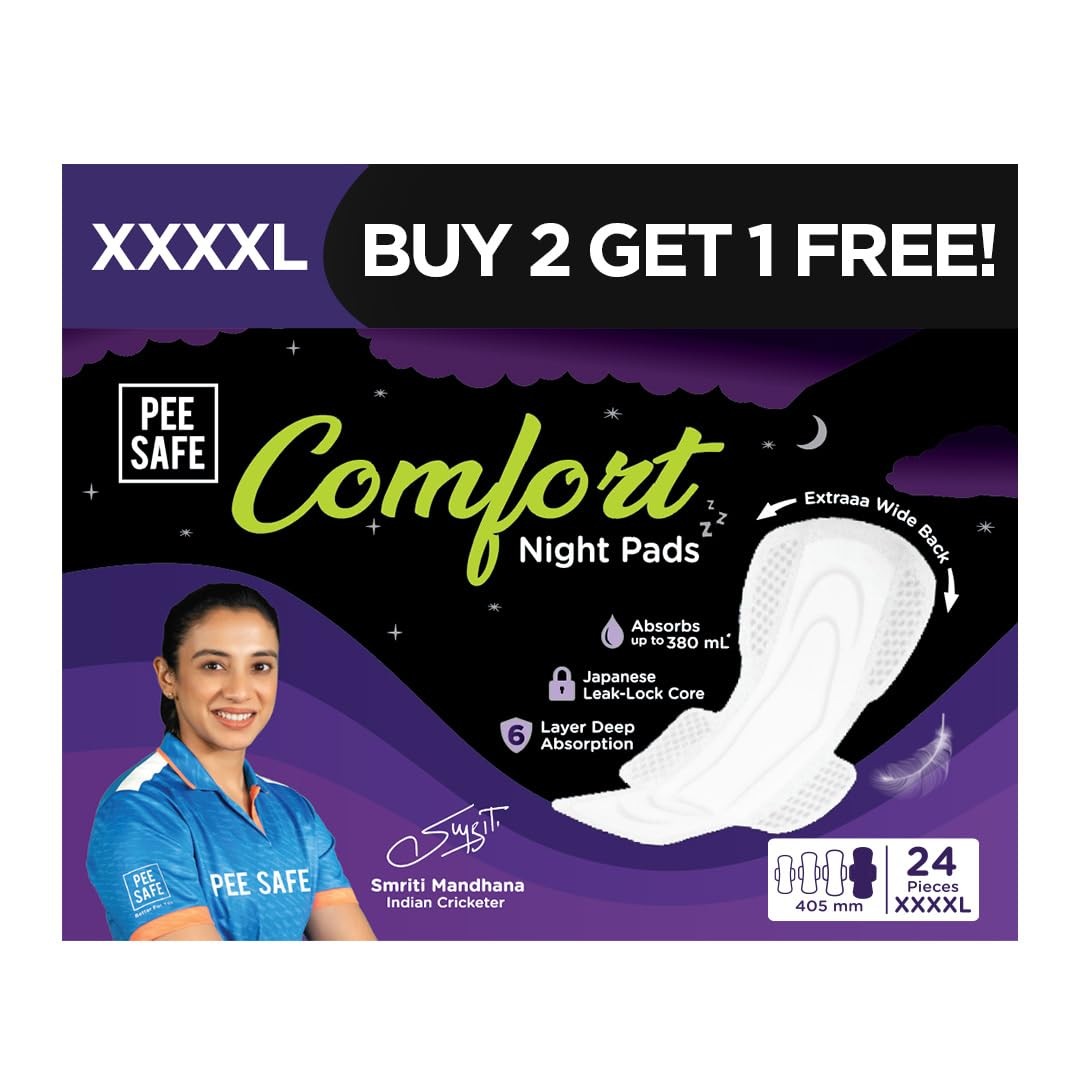 XXXXL
BUY 2 GET 1 FREE!
PEE
SAFE
Comfort
Night Pads
z z z
Extraaa Wide Back
Absorbs
up to 380 mL*
Japanese
Leak-Lock Core
6 Layer Deep
Absorption
PEE
SAFE
PEE SAFE
Smriti
Smriti Mandhana
Indian Cricketer
405 mm
24
Pieces
XXXXL